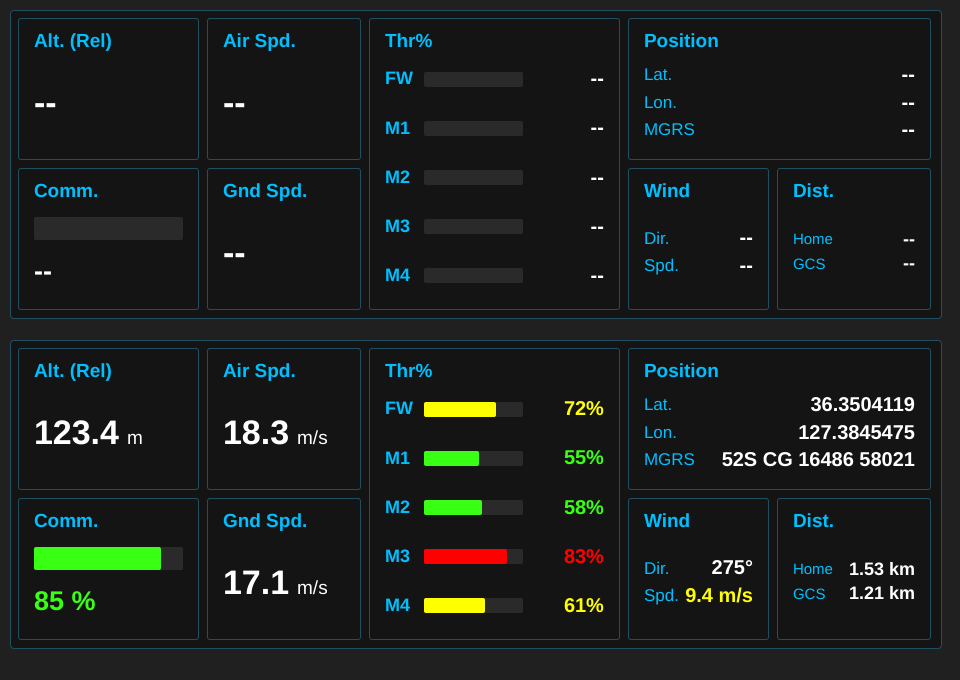 Alt. (Rel)
--
Air Spd.
--
Thr%
FW --
M1 --
M2 --
M3 --
M4 --
Position
Lat. --
Lon. --
MGRS --
Comm.
--
Gnd Spd.
--
Wind
Dir. --
Spd. --
Dist.
Home --
GCS --
Alt. (Rel)
123.4 m
Air Spd.
18.3 m/s
Thr%
FW 72%
M1 55%
M2 58%
M3 83%
M4 61%
Position
Lat. 36.3504119
Lon. 127.3845475
MGRS 52S CG 16486 58021
Comm.
85 %
Gnd Spd.
17.1 m/s
Wind
Dir. 275°
Spd. 9.4 m/s
Dist.
Home 1.53 km
GCS 1.21 km